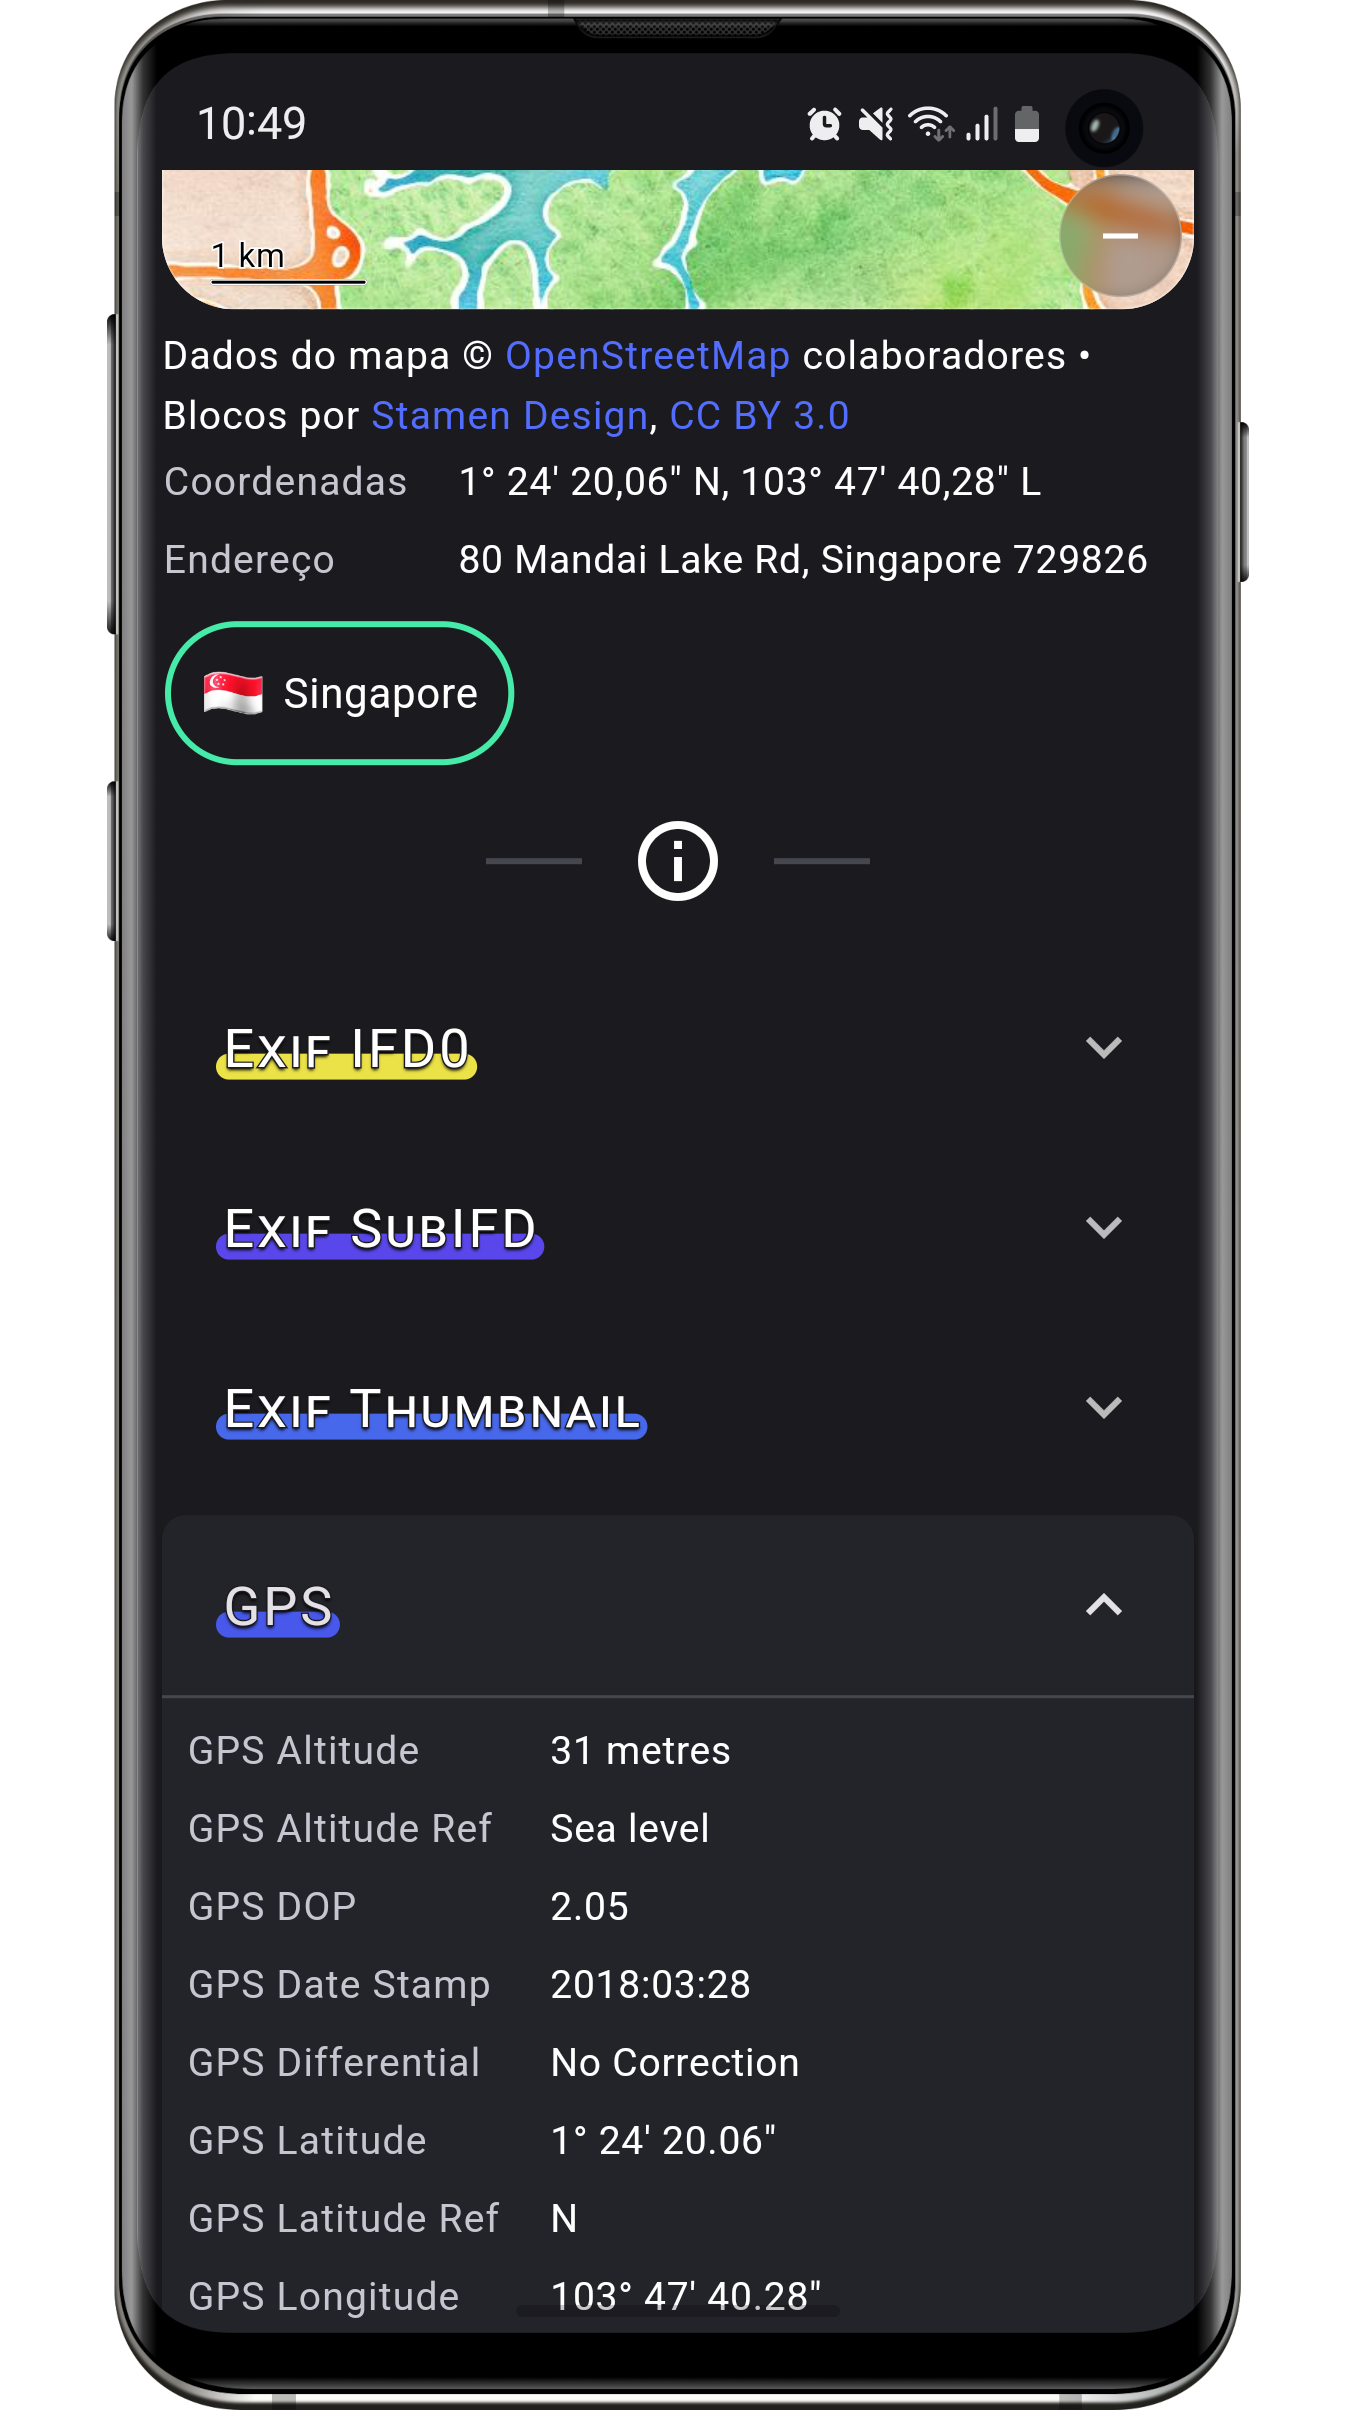 10:49
1 km
Dados do mapa © OpenStreetMap colaboradores •
Blocos por Stamen Design, CC BY 3.0
Coordenadas 1° 24' 20,06" N, 103° 47' 40,28" L
Endereço 80 Mandai Lake Rd, Singapore 729826
Singapore
Exif IFD0
Exif SubIFD
Exif Thumbnail
GPS
GPS Altitude 31 metres
GPS Altitude Ref Sea level
GPS DOP 2.05
GPS Date Stamp 2018:03:28
GPS Differential No Correction
GPS Latitude 1° 24' 20.06"
GPS Latitude Ref N
GPS Longitude 103° 47' 40.28"